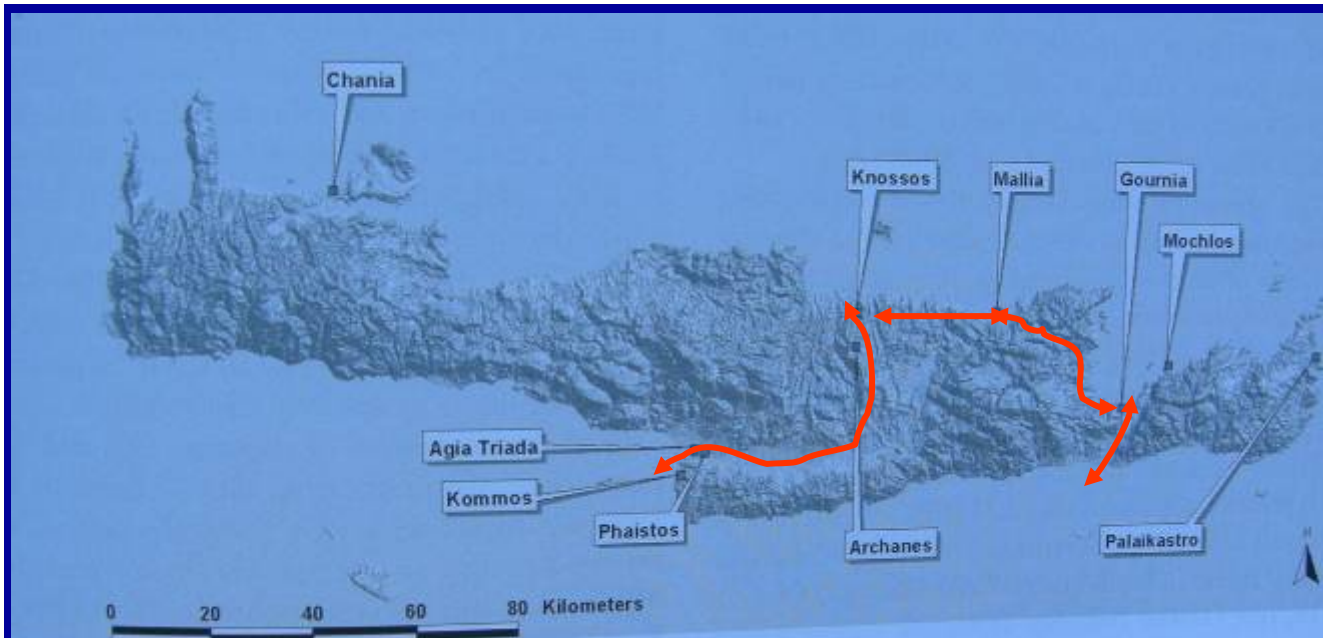 Chania
Knossos
Mallia
Gournia
Mochlos
Agia Triada
Kommos
Phaistos
Archanes
Palaikastro
N
0 20 40 60 80 Kilometers